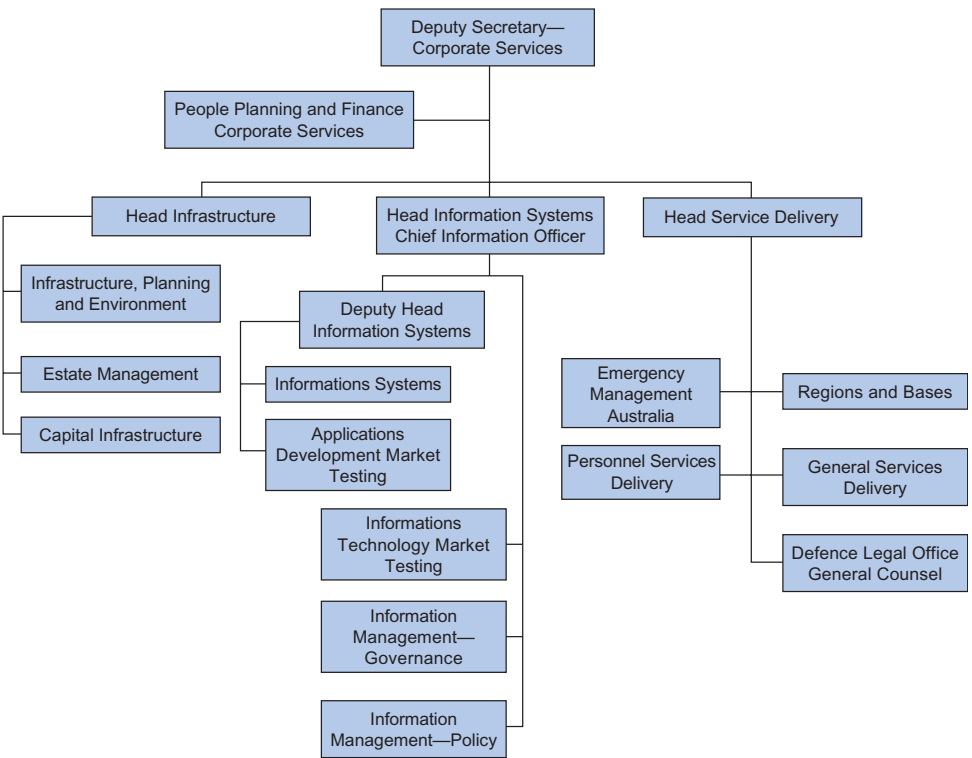 Deputy Secretary—
Corporate Services
People Planning and Finance
Corporate Services
Head Infrastructure
Head Information Systems
Chief Information Officer
Head Service Delivery
Infrastructure, Planning
and Environment
Estate Management
Capital Infrastructure
Deputy Head
Information Systems
Informations Systems
Applications
Development Market
Testing
Informations
Technology Market
Testing
Information
Management—
Governance
Information
Management—Policy
Emergency
Management
Australia
Regions and Bases
Personnel Services
Delivery
General Services
Delivery
Defence Legal Office
General Counsel